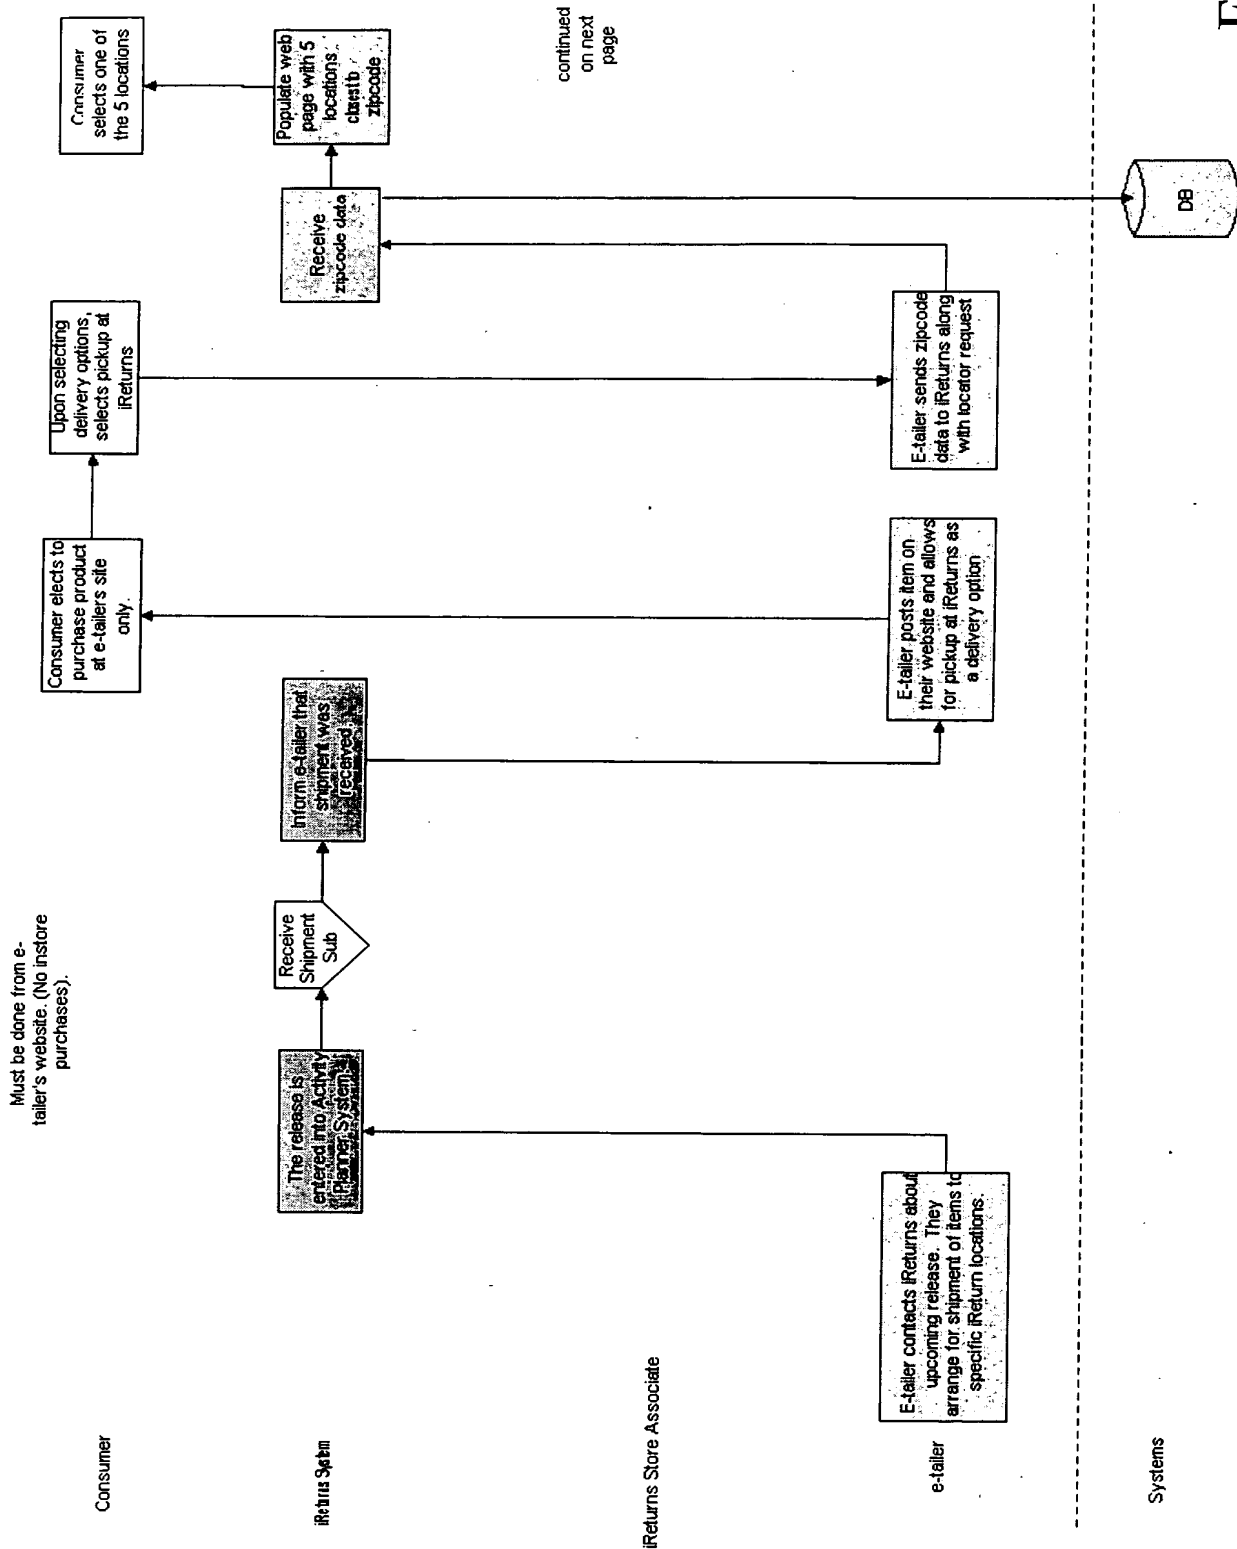 Must be done from e-
tailer's website. (No instore
purchases).
Consumer
Consumer elects to
purchase product
at e-tailers site
only.
Upon selecting
delivery options,
selects pickup at
iReturns
Consumer
selects one of
the 5 locations
iReturns System
The release is
entered into Activity
Planner System.
Receive
Shipment
Sub
Inform e-tailer that
shipment was
received.
Receive
zipcode data
Populate web
page with 5
locations
closest to
zipcode
iReturns Store Associate
continued
on next
page
e-tailer
E-tailer contacts iReturns about
upcoming release. They
arrange for shipment of items to
specific iReturn locations.
E-tailer posts item on
their website and allows
for pickup at iReturns as
a delivery option
E-tailer sends zipcode
data to iReturns along
with locator request
Systems
DB